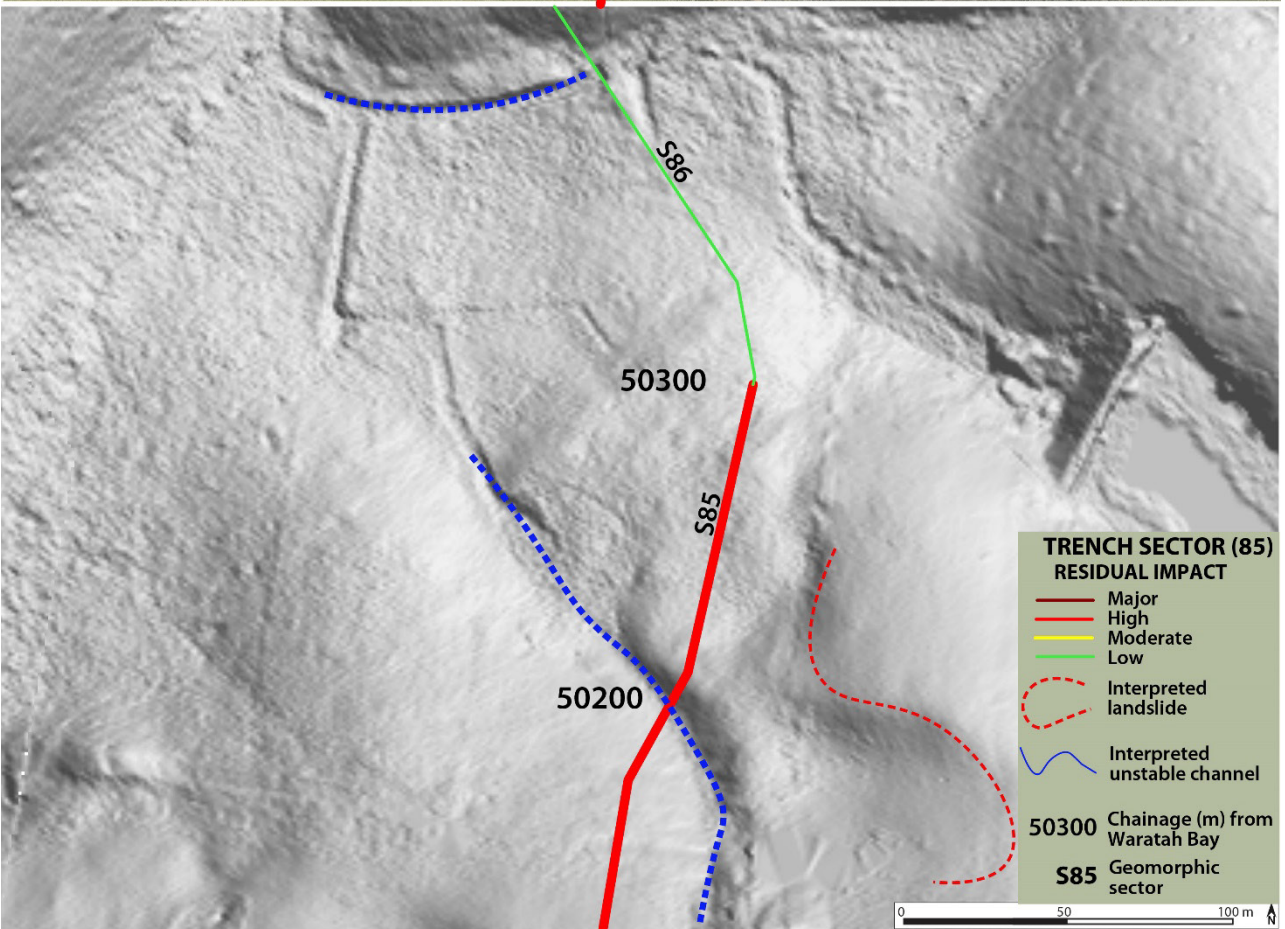 S86
50300
S85
50200
TRENCH SECTOR (85)
RESIDUAL IMPACT
Major
High
Moderate
Low
Interpreted
landslide
Interpreted
unstable channel
50300 Chainage (m) from
Waratah Bay
S85 Geomorphic
sector
0 50 100 m
N